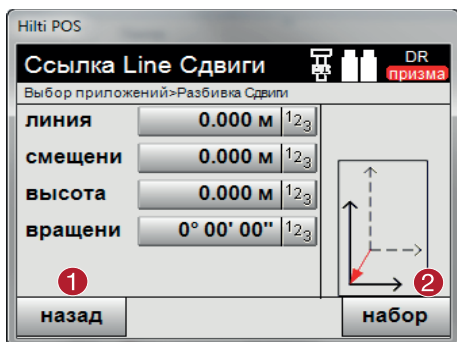 Hilti POS
Ссылка Line Сдвиги
DR
призма
Выбор приложений>Разбивка Сдвиги
линия 0.000 м 123
смещени 0.000 м 123
высота 0.000 м 123
вращени 0° 00' 00" 123
1 2
назад набор